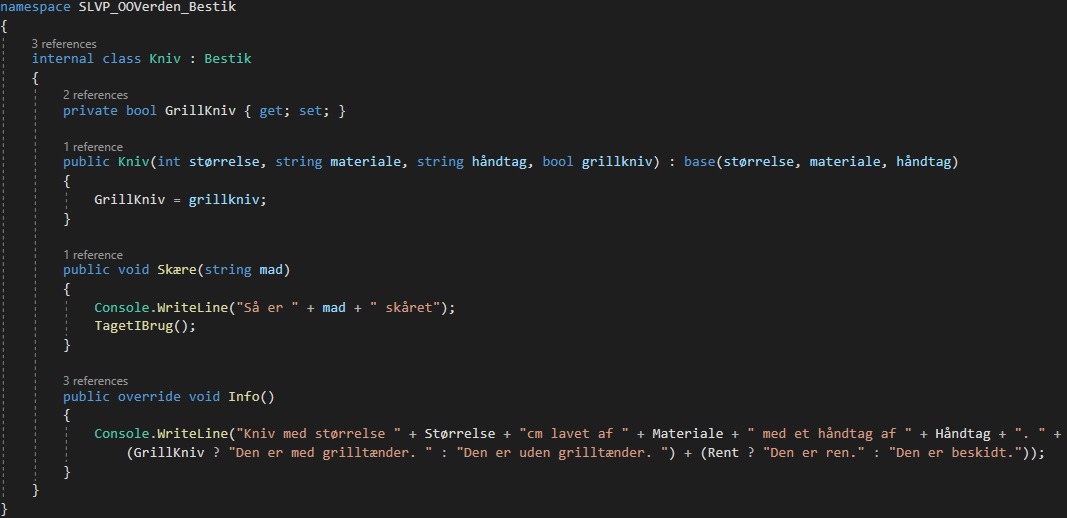 namespace SLVP_OOVerden_Bestik
{
3 references
internal class Kniv : Bestik
{
2 references
private bool GrillKniv { get; set; }
1 reference
public Kniv(int størrelse, string materiale, string håndtag, bool grillkniv) : base(størrelse, materiale, håndtag)
{
GrillKniv = grillkniv;
}
1 reference
public void Skære(string mad)
{
Console.WriteLine("Så er " + mad + " skåret");
TagetIBrug();
}
3 references
public override void Info()
{
Console.WriteLine("Kniv med størrelse " + Størrelse + "cm lavet af " + Materiale + " med et håndtag af " + Håndtag + ". " +
(GrillKniv ? "Den er med grilltænder. " : "Den er uden grilltænder. ") + (Rent ? "Den er ren." : "Den er beskidt."));
}
}
}